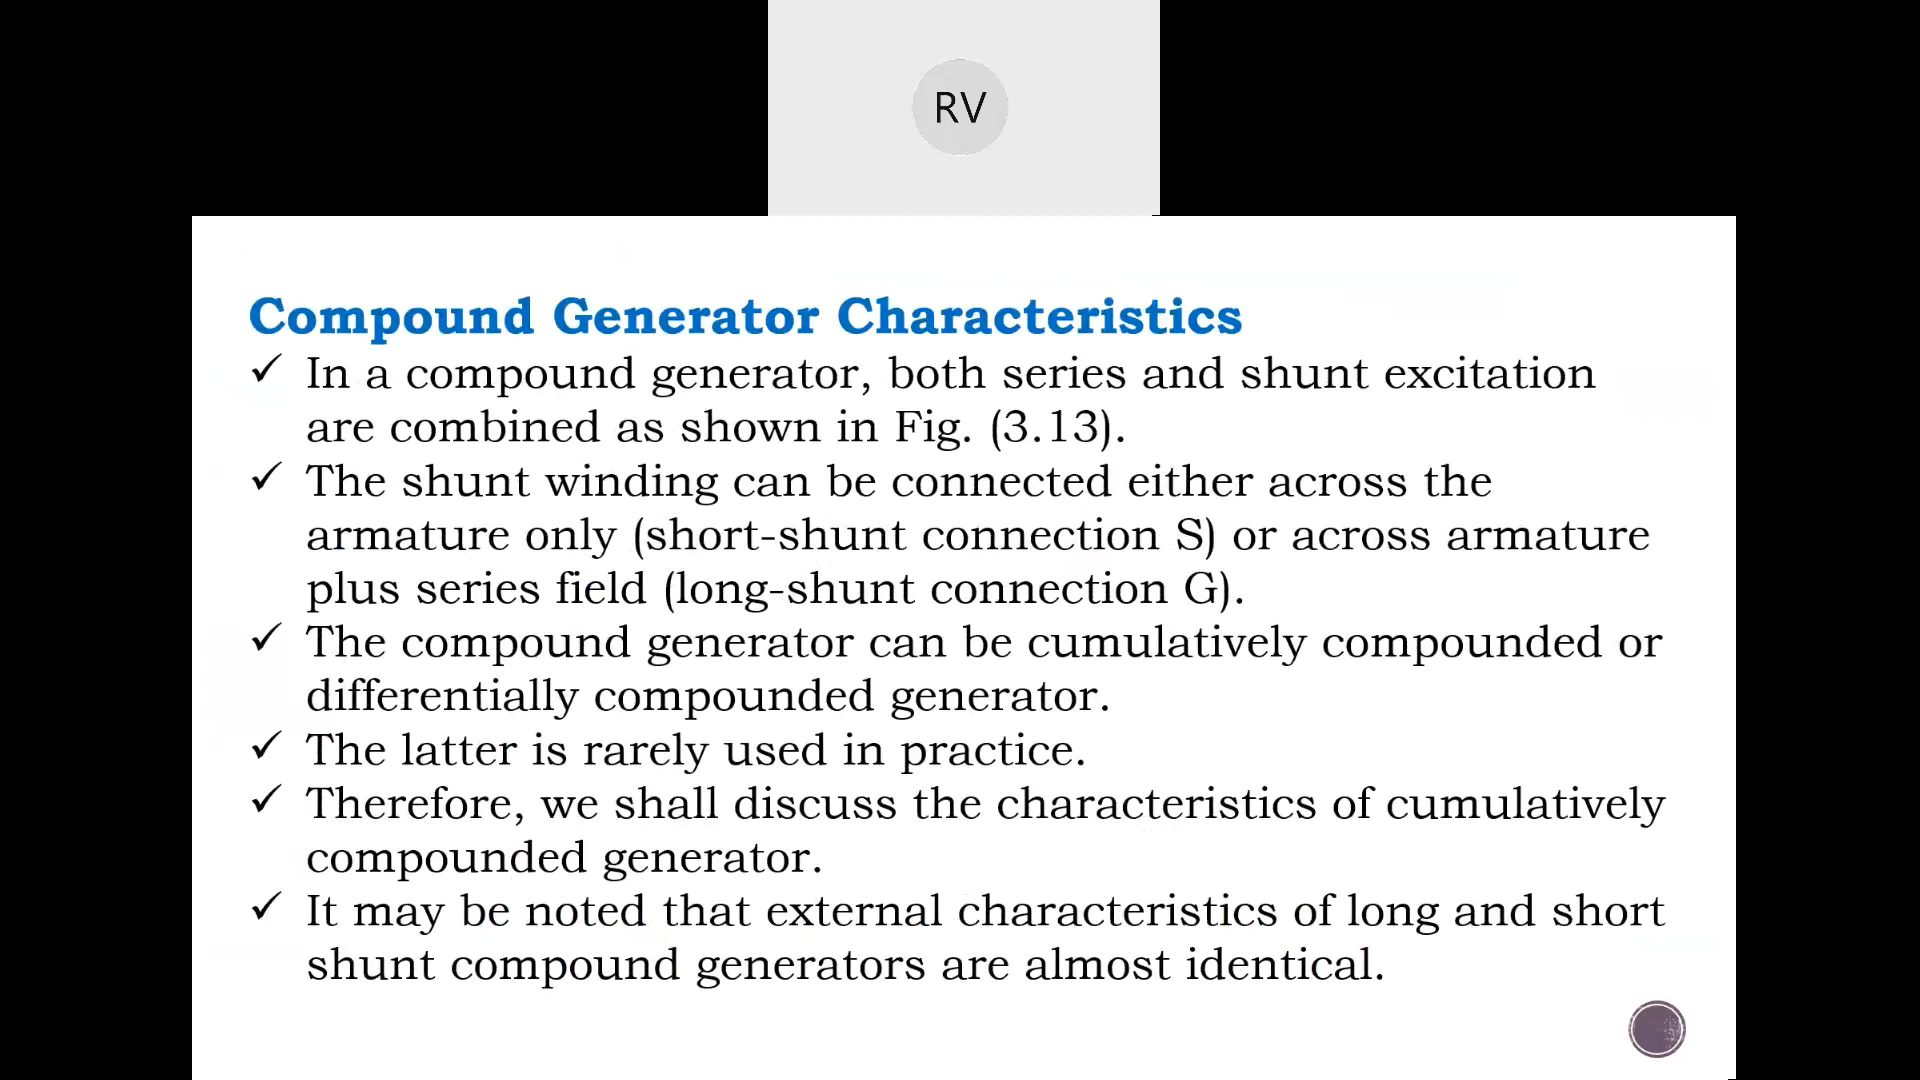 RV
Compound Generator Characteristics
✓ In a compound generator, both series and shunt excitation
are combined as shown in Fig. (3.13).
✓ The shunt winding can be connected either across the
armature only (short-shunt connection S) or across armature
plus series field (long-shunt connection G).
✓ The compound generator can be cumulatively compounded or
differentially compounded generator.
✓ The latter is rarely used in practice.
✓ Therefore, we shall discuss the characteristics of cumulatively
compounded generator.
✓ It may be noted that external characteristics of long and short
shunt compound generators are almost identical.